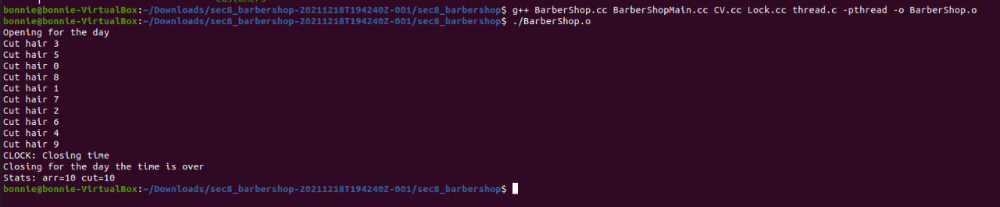 bonnie@bonnie-VirtualBox:~/Downloads/sec8_barbershop-20211218T194240Z-001/sec8_barbershop$ g++ BarberShop.cc BarberShopMain.cc CV.cc Lock.cc thread.c -pthread -o BarberShop.o
bonnie@bonnie-VirtualBox:~/Downloads/sec8_barbershop-20211218T194240Z-001/sec8_barbershop$ ./BarberShop.o
Opening for the day
Cut hair 3
Cut hair 5
Cut hair 0
Cut hair 8
Cut hair 1
Cut hair 7
Cut hair 2
Cut hair 6
Cut hair 4
Cut hair 9
CLOCK: Closing time
Closing for the day the time is over
Stats: arr=10 cut=10
bonnie@bonnie-VirtualBox:~/Downloads/sec8_barbershop-20211218T194240Z-001/sec8_barbershop$